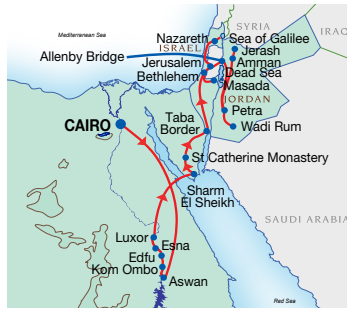 SYRIA
Mediterranean Sea
Nazareth
Sea of Galilee
IRAQ
ISRAEL
Jerash
Allenby Bridge
Amman
Jerusalem
Dead Sea
Bethlehem
Masada
JORDAN
Petra
Taba
Border
CAIRO
Wadi Rum
St Catherine Monastery
Sharm
El Sheikh
SAUDI ARABIA
Luxor
Esna
Edfu
Kom Ombo
Aswan
Red Sea